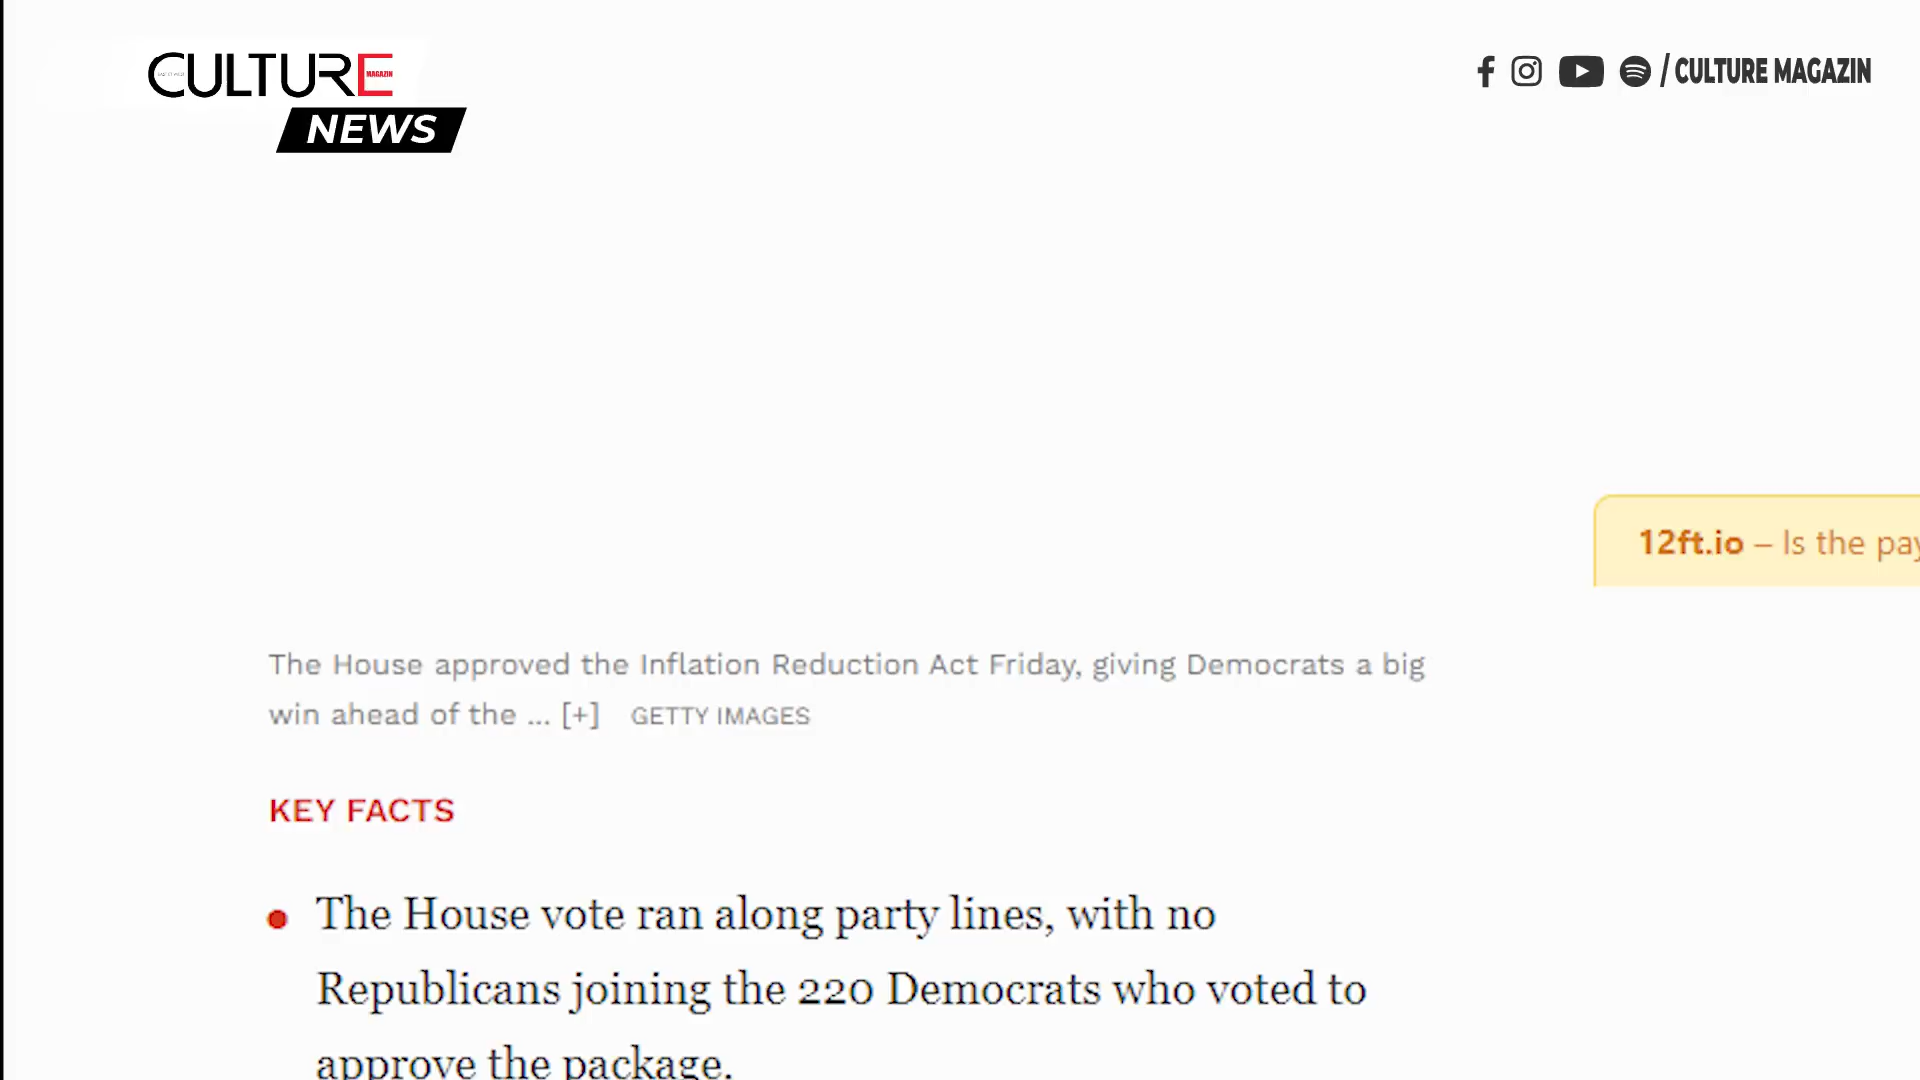 CULTURE
MAGAZIN
NEWS
/ CULTURE MAGAZIN
12ft.io – Is the pay
The House approved the Inflation Reduction Act Friday, giving Democrats a big
win ahead of the ... [+] GETTY IMAGES
KEY FACTS
The House vote ran along party lines, with no
Republicans joining the 220 Democrats who voted to
approve the package.